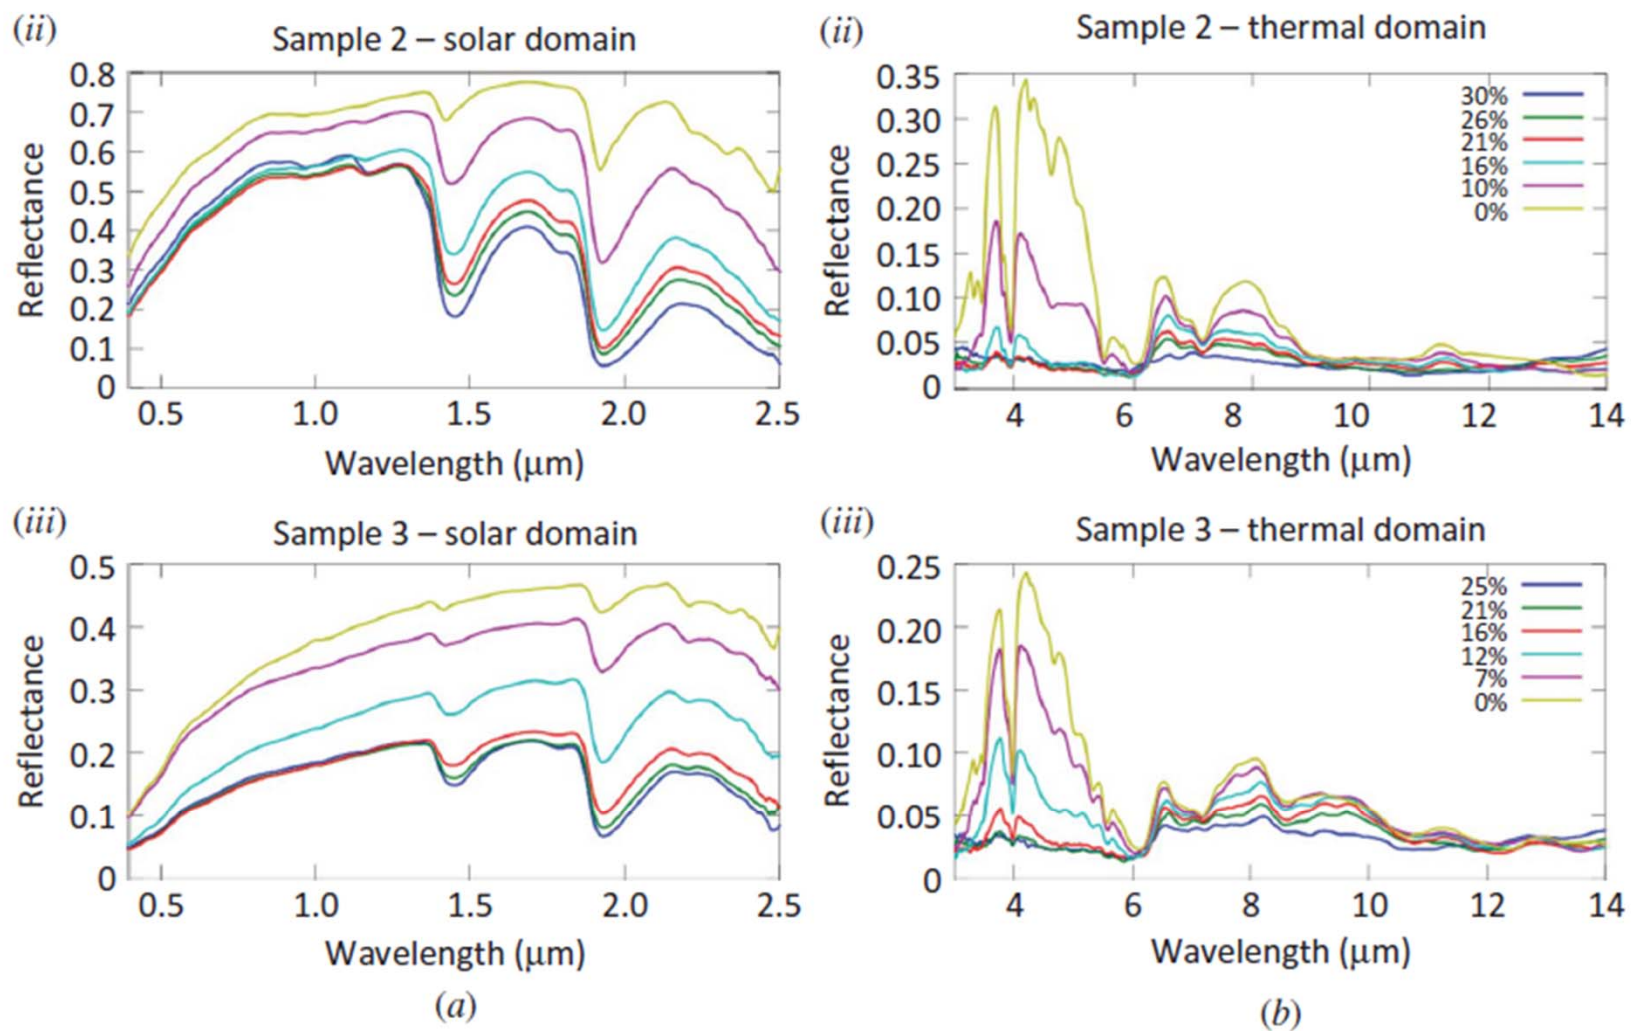 (ii)
Sample 2 – solar domain
0.8
0.7
0.6
0.5
0.4
0.3
0.2
0.1
0
Reflectance
0.5 1.0 1.5 2.0 2.5
Wavelength (μm)
(ii)
Sample 2 – thermal domain
0.35
0.30
0.25
0.20
0.15
0.10
0.05
0
Reflectance
30%
26%
21%
16%
10%
0%
4 6 8 10 12 14
Wavelength (μm)
(iii)
Sample 3 – solar domain
0.5
0.4
0.3
0.2
0.1
0
Reflectance
0.5 1.0 1.5 2.0 2.5
Wavelength (μm)
(a)
(iii)
Sample 3 – thermal domain
0.25
0.20
0.15
0.10
0.05
0
Reflectance
25%
21%
16%
12%
7%
0%
4 6 8 10 12 14
Wavelength (μm)
(b)